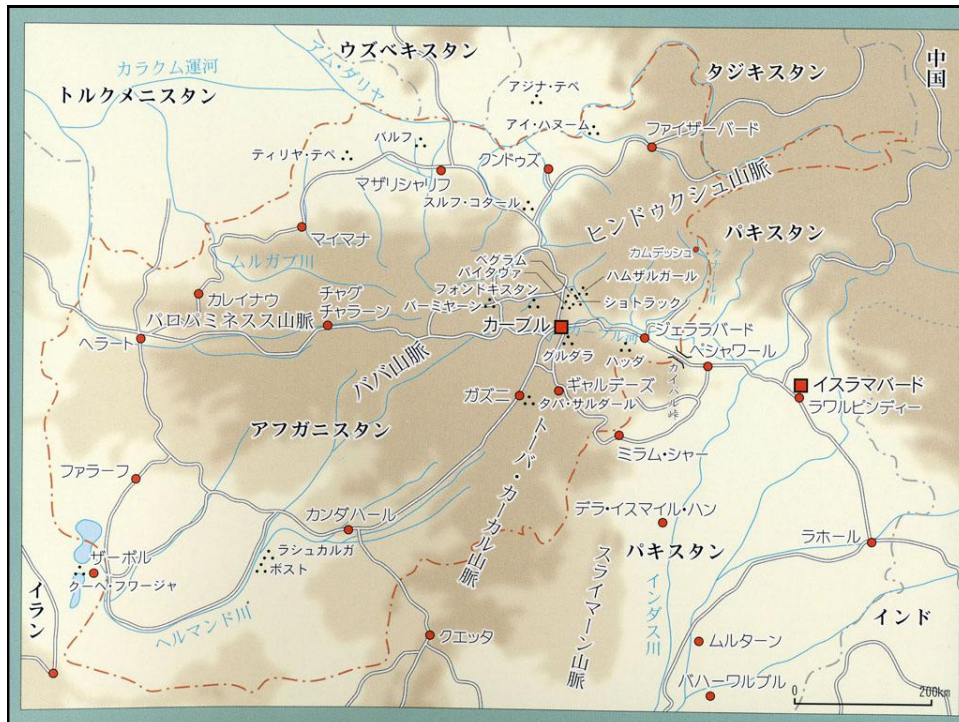 ウズベキスタン
カラクム運河
アム・ダリヤ
タジキスタン
中国
トルクメニスタン
アジナ・テペ
アイ・ハヌーム
バルフ
ファイザーバード
ティリヤ・テペ
クンドゥズ
マザリシャリフ
スルフ・コタール
ヒンドゥクシュ山脈
マイマナ
パキスタン
ムルガブ川
ベグラム
カムデッシュ
クナール川
パイタヴァ
ハムザルガール
フォンドキスタン
カレイナウ
チャグ
チャラーン
バーミヤーン
ショトラック
パロパミネスス山脈
カーブル
カーブル河
ジェララバード
ヘラート
グルダラ
ハッダ
ペシャワール
ババ山脈
カイバル峠
ガズニ
ギャルデーズ
イスラマバード
タパ・サルダール
ラワルピンディー
アフガニスタン
トーバ・カーカル山脈
ミラム・シャー
ファラーフ
カンダハール
デラ・イスマイル・ハン
ラホール
ラシュカルガ
パキスタン
ボスト
ザーボル
スライマーン山脈
クーヘ・フワージャ
インダス川
イラン
ヘルマンド川
インド
クエッタ
ムルターン
バハーワルプル
0
200km